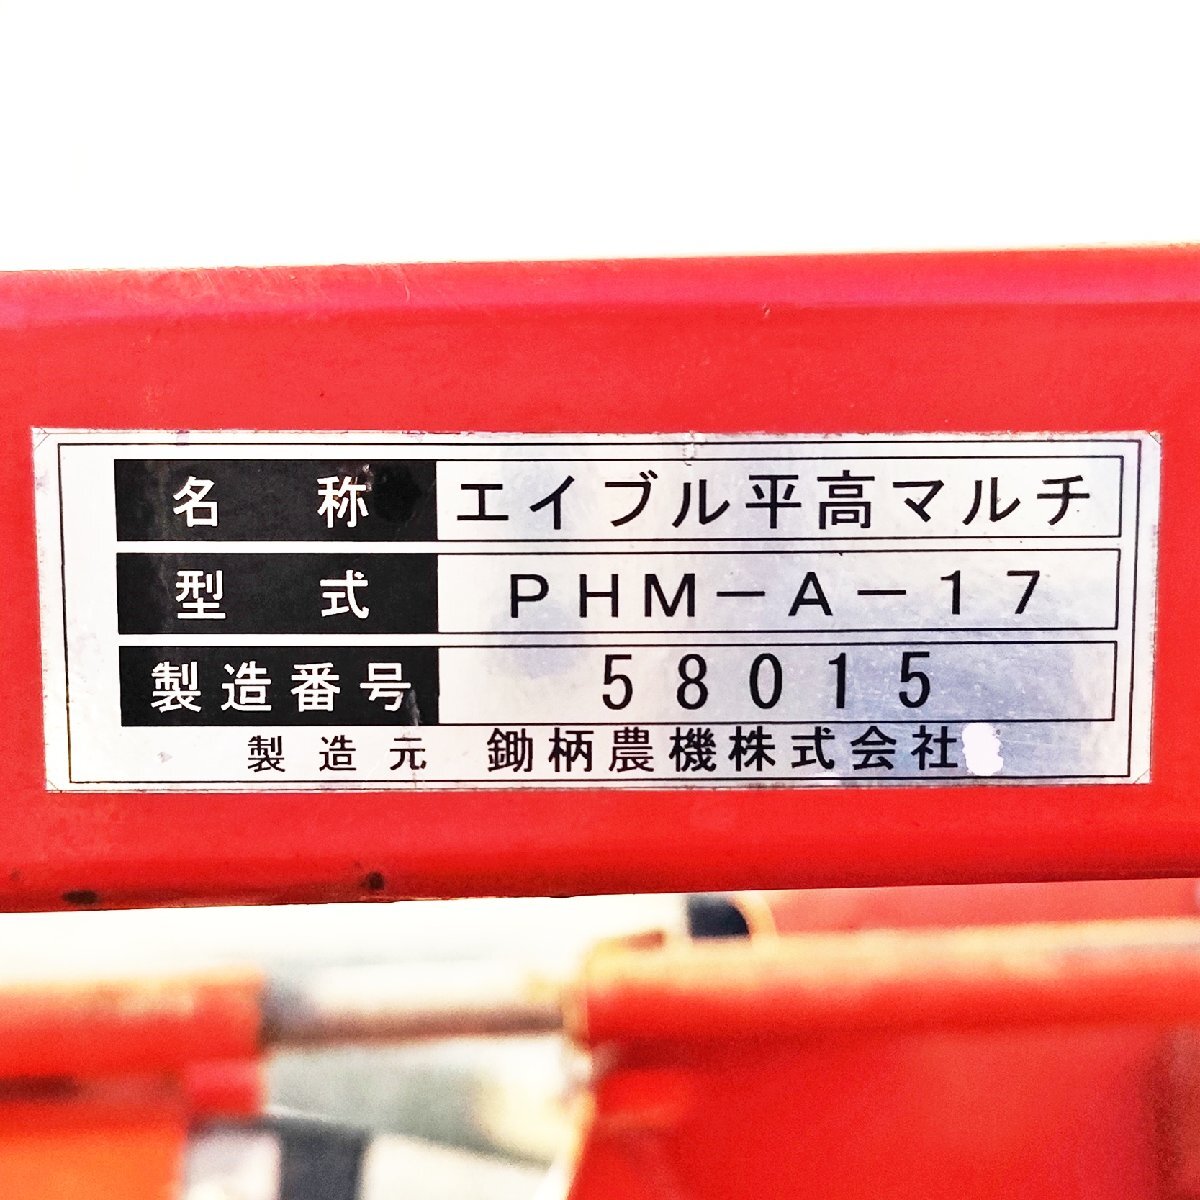 名称 エイブル平高マルチ
型式 PHM－A－17
製造番号 58015
製造元 鋤柄農機株式会社